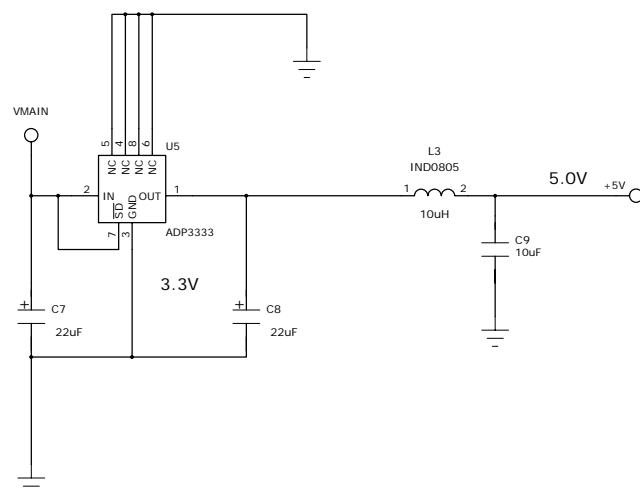 VMAIN
5
4
8
6
U5
NC
NC
NC
NC
2
IN
OUT
1
SD
GND
7
3
ADP3333
3.3V
+
C7
22uF
+
C8
22uF
L3
IND0805
1
2
10uH
5.0V
+5V
C9
10uF